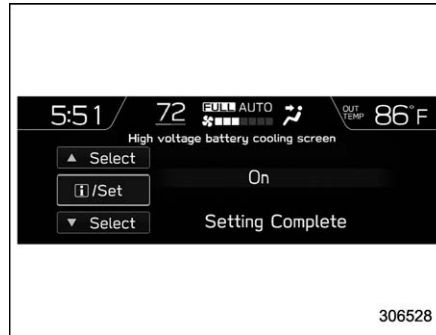 5:51 72 FULL AUTO OUT TEMP 86°F
High voltage battery cooling screen
▲ Select
i/Set
On
▼ Select Setting Complete
306528